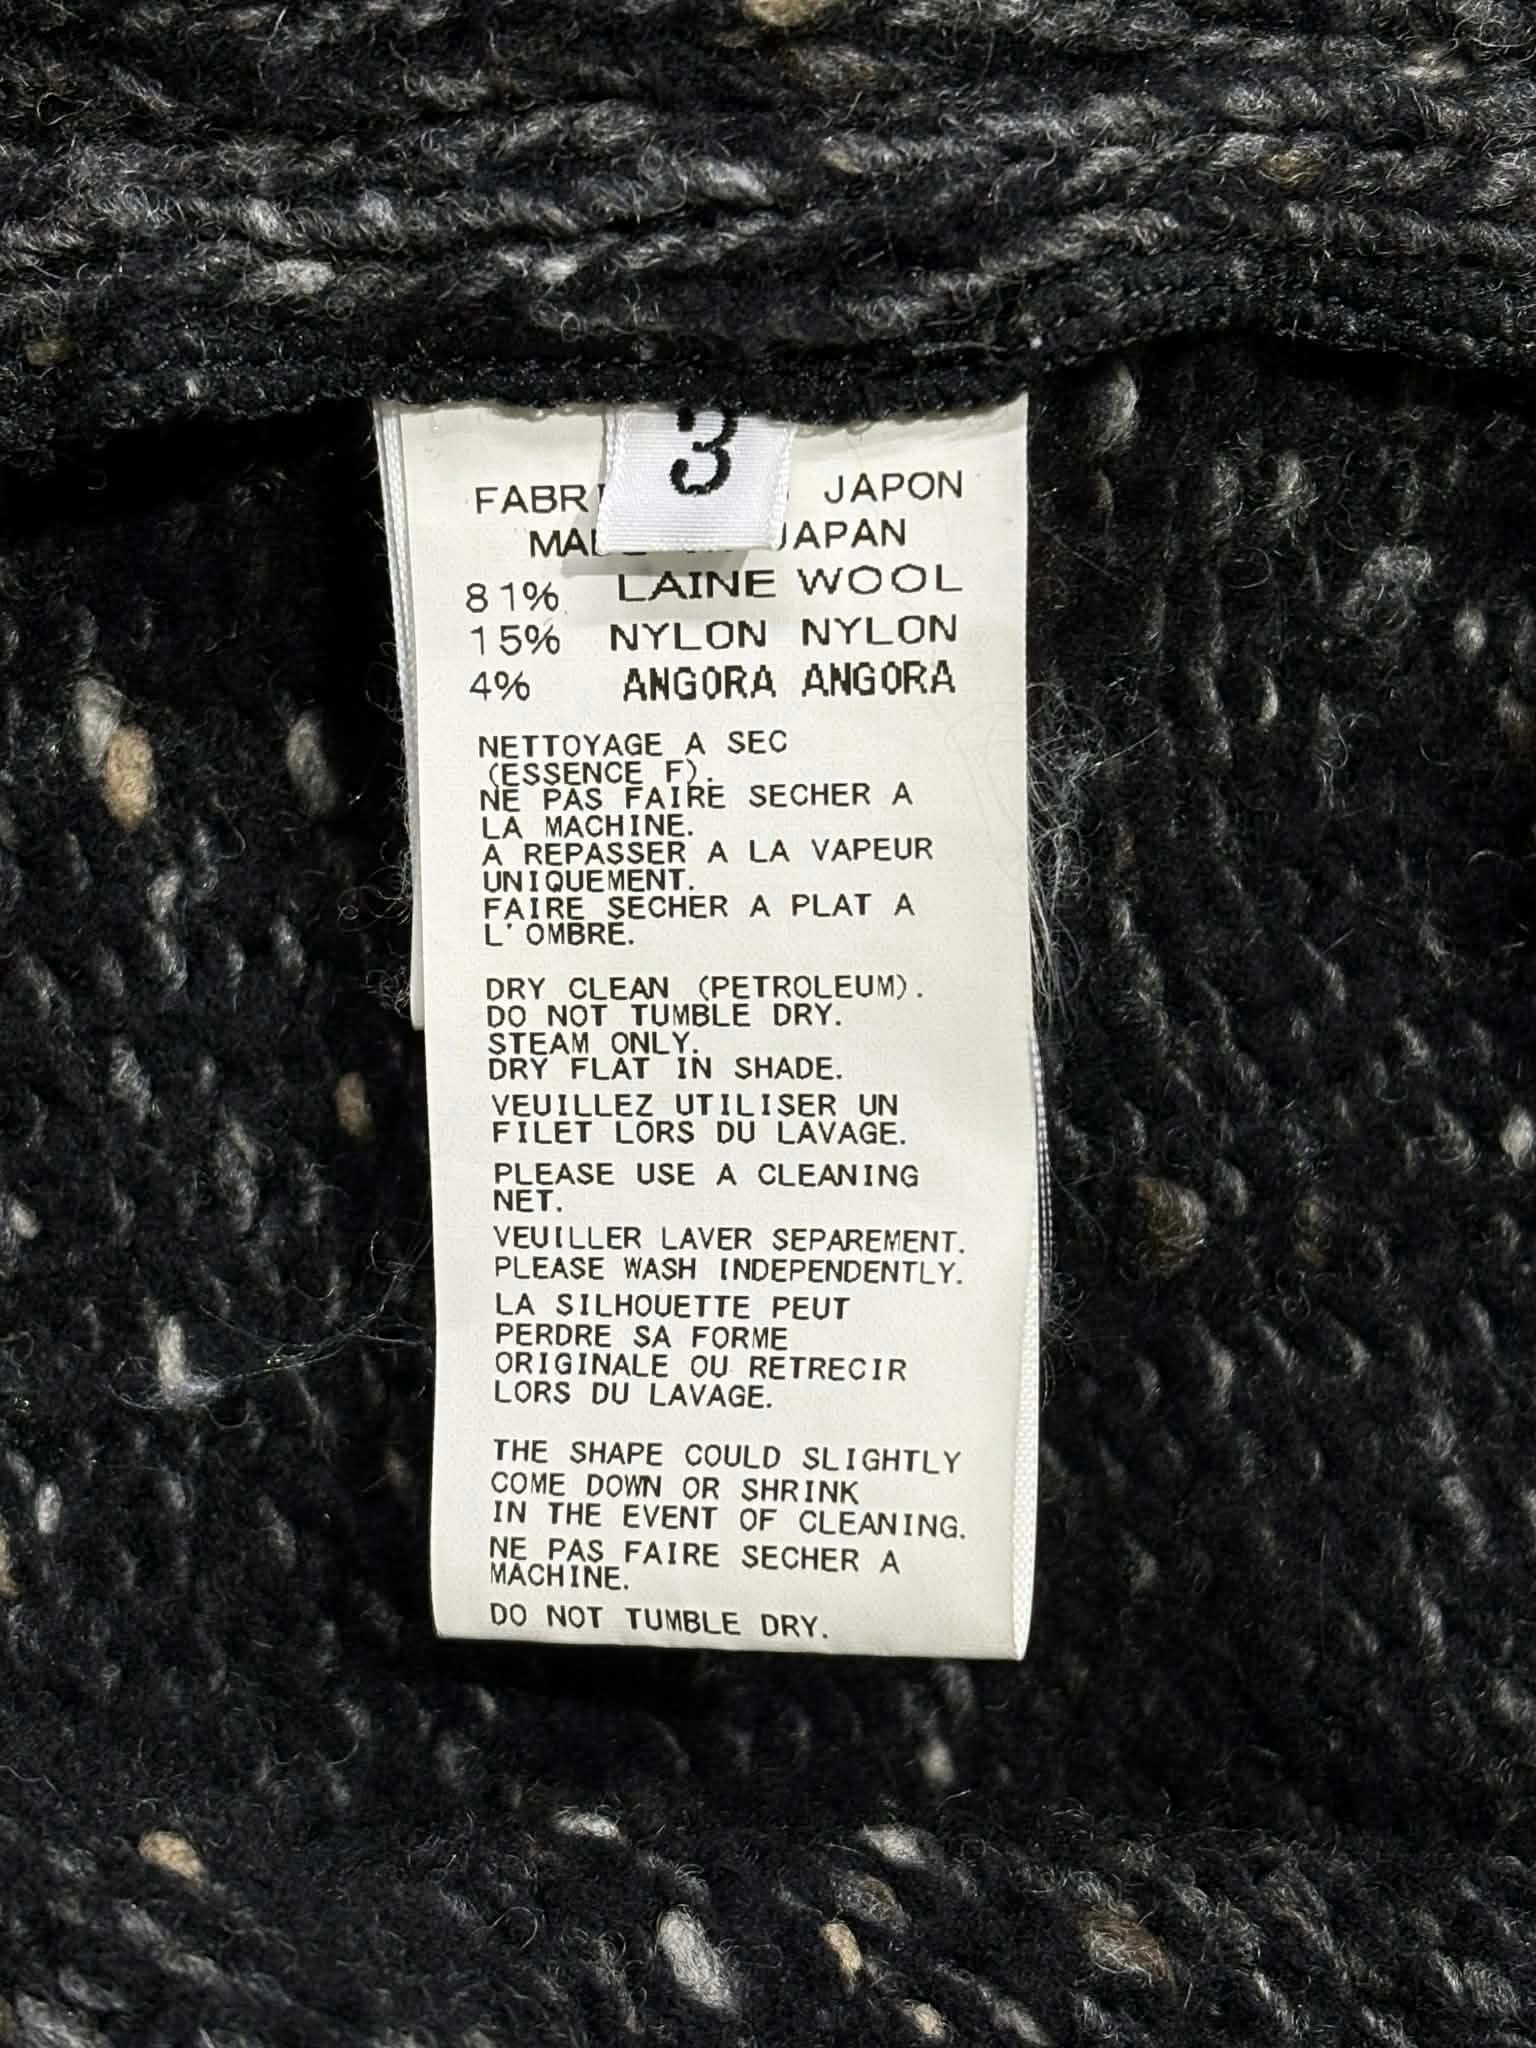 3
JAPON
JAPAN
81% LAINE WOOL
15% NYLON NYLON
4% ANGORA ANGORA
NETTOYAGE A SEC
(ESSENCE F).
NE PAS FAIRE SECHER A
LA MACHINE.
A REPASSER A LA VAPEUR
UNIQUEMENT.
FAIRE SECHER A PLAT A
L'OMBRE.
DRY CLEAN (PETROLEUM).
DO NOT TUMBLE DRY.
STEAM ONLY.
DRY FLAT IN SHADE.
VEUILLEZ UTILISER UN
FILET LORS DU LAVAGE.
PLEASE USE A CLEANING
NET.
VEUILLER LAVER SEPAREMENT.
PLEASE WASH INDEPENDENTLY.
LA SILHOUETTE PEUT
PERDRE SA FORME
ORIGINALE OU RETRECIR
LORS DU LAVAGE.
THE SHAPE COULD SLIGHTLY
COME DOWN OR SHRINK
IN THE EVENT OF CLEANING.
NE PAS FAIRE SECHER A
MACHINE.
DO NOT TUMBLE DRY.